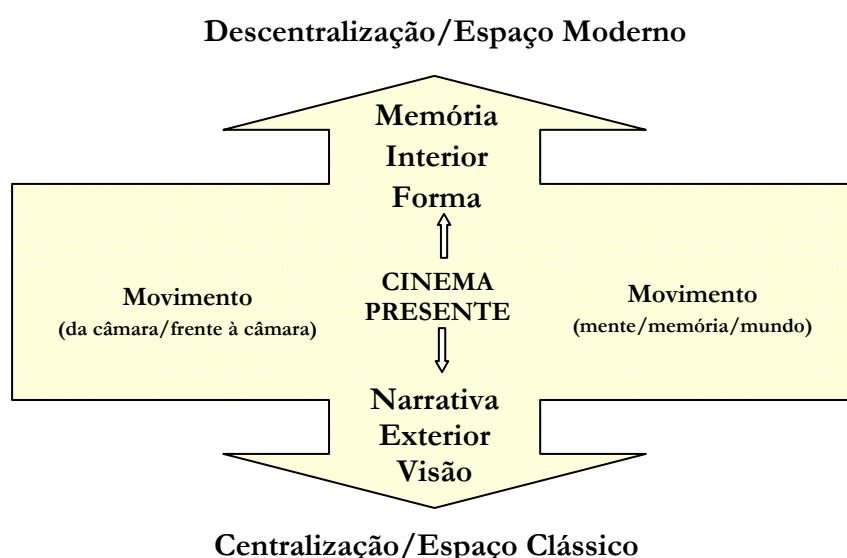 Descentralização/Espaço Moderno
Memória
Interior
Forma
Movimento
(da câmara/frente à câmara)
CINEMA
PRESENTE
Movimento
(mente/memória/mundo)
Narrativa
Exterior
Visão
Centralização/Espaço Clássico